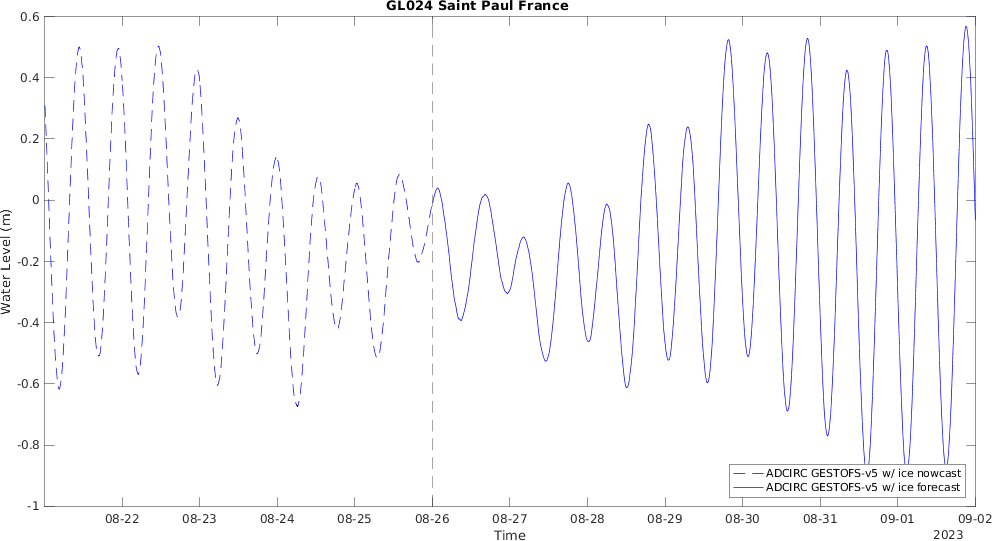 GL024 Saint Paul France
0.6
0.4
0.2
0
-0.2
-0.4
-0.6
-0.8
-1
Water Level (m)
ADCIRC GESTOFS-v5 w/ ice nowcast
ADCIRC GESTOFS-v5 w/ ice forecast
08-22 08-23 08-24 08-25 08-26 08-27 08-28 08-29 08-30 08-31 09-01 09-02
Time
2023